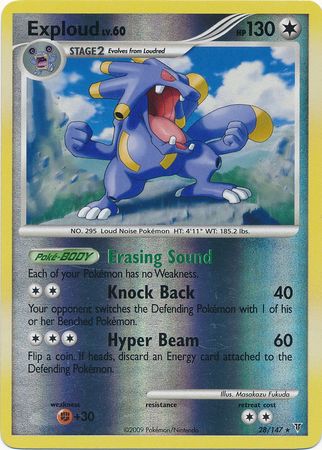 Exploud LV.60 HP 130
STAGE2 Evolves from Loudred
NO. 295 Loud Noise Pokémon HT: 4'11" WT: 185.2 lbs.
Poké-BODY Erasing Sound
Each of your Pokémon has no Weakness.
Knock Back 40
Your opponent switches the Defending Pokémon with 1 of his
or her Benched Pokémon.
Hyper Beam 60
Flip a coin. If heads, discard an Energy card attached to
the Defending Pokémon.
Illus. Masakazu Fukuda
weakness resistance retreat cost
+30
©2009 Pokémon/Nintendo 28/147 ★